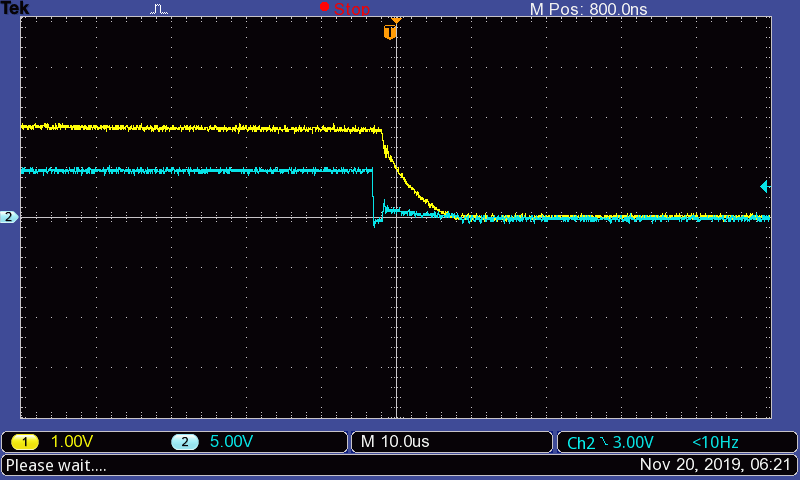 Tek Stop M Pos: 800.0ns
T
2
1 1.00V 2 5.00V M 10.0us Ch2 3.00V <10Hz
Please wait.... Nov 20, 2019, 06:21